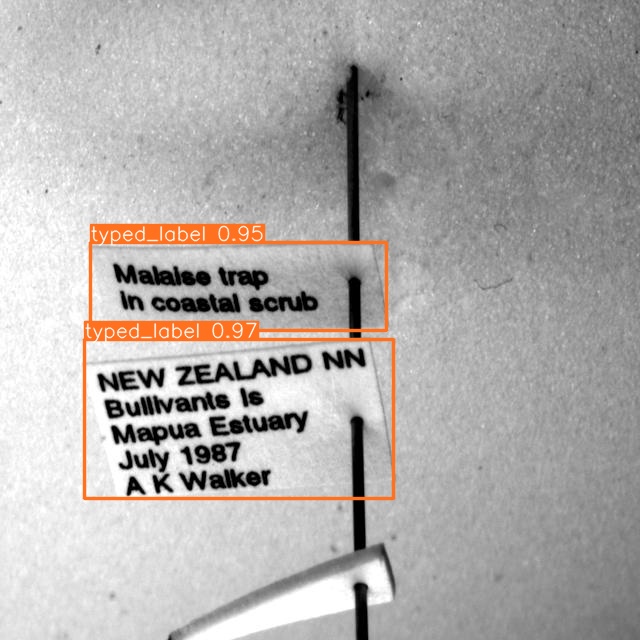 typed_label 0.95
Malaise trap
in coastal scrub
typed_label 0.97
NEW ZEALAND NN
Bullivants Is
Mapua Estuary
July 1987
A K Walker